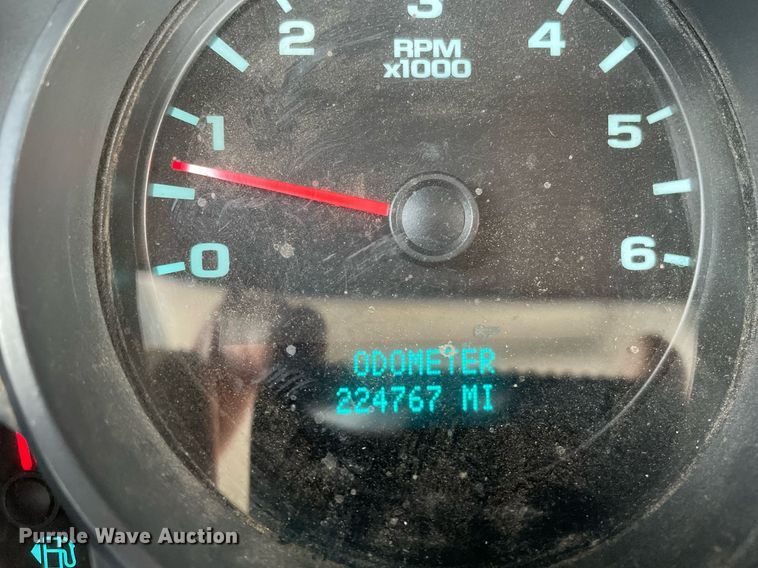 3
2
4
RPM
x1000
1
5
0
6
ODOMETER
224767 MI
Purple Wave Auction